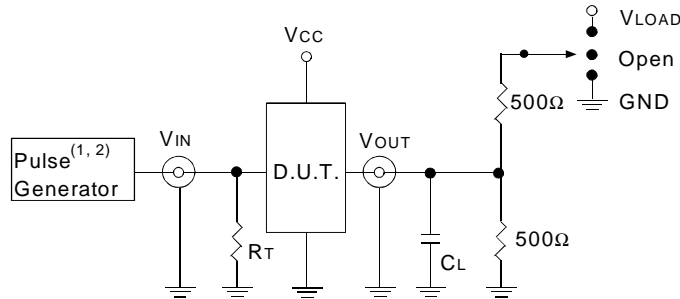 VLOAD
VCC
Open
500Ω
GND
VIN
VOUT
Pulse(1, 2)
Generator
D.U.T.
500Ω
RT
CL